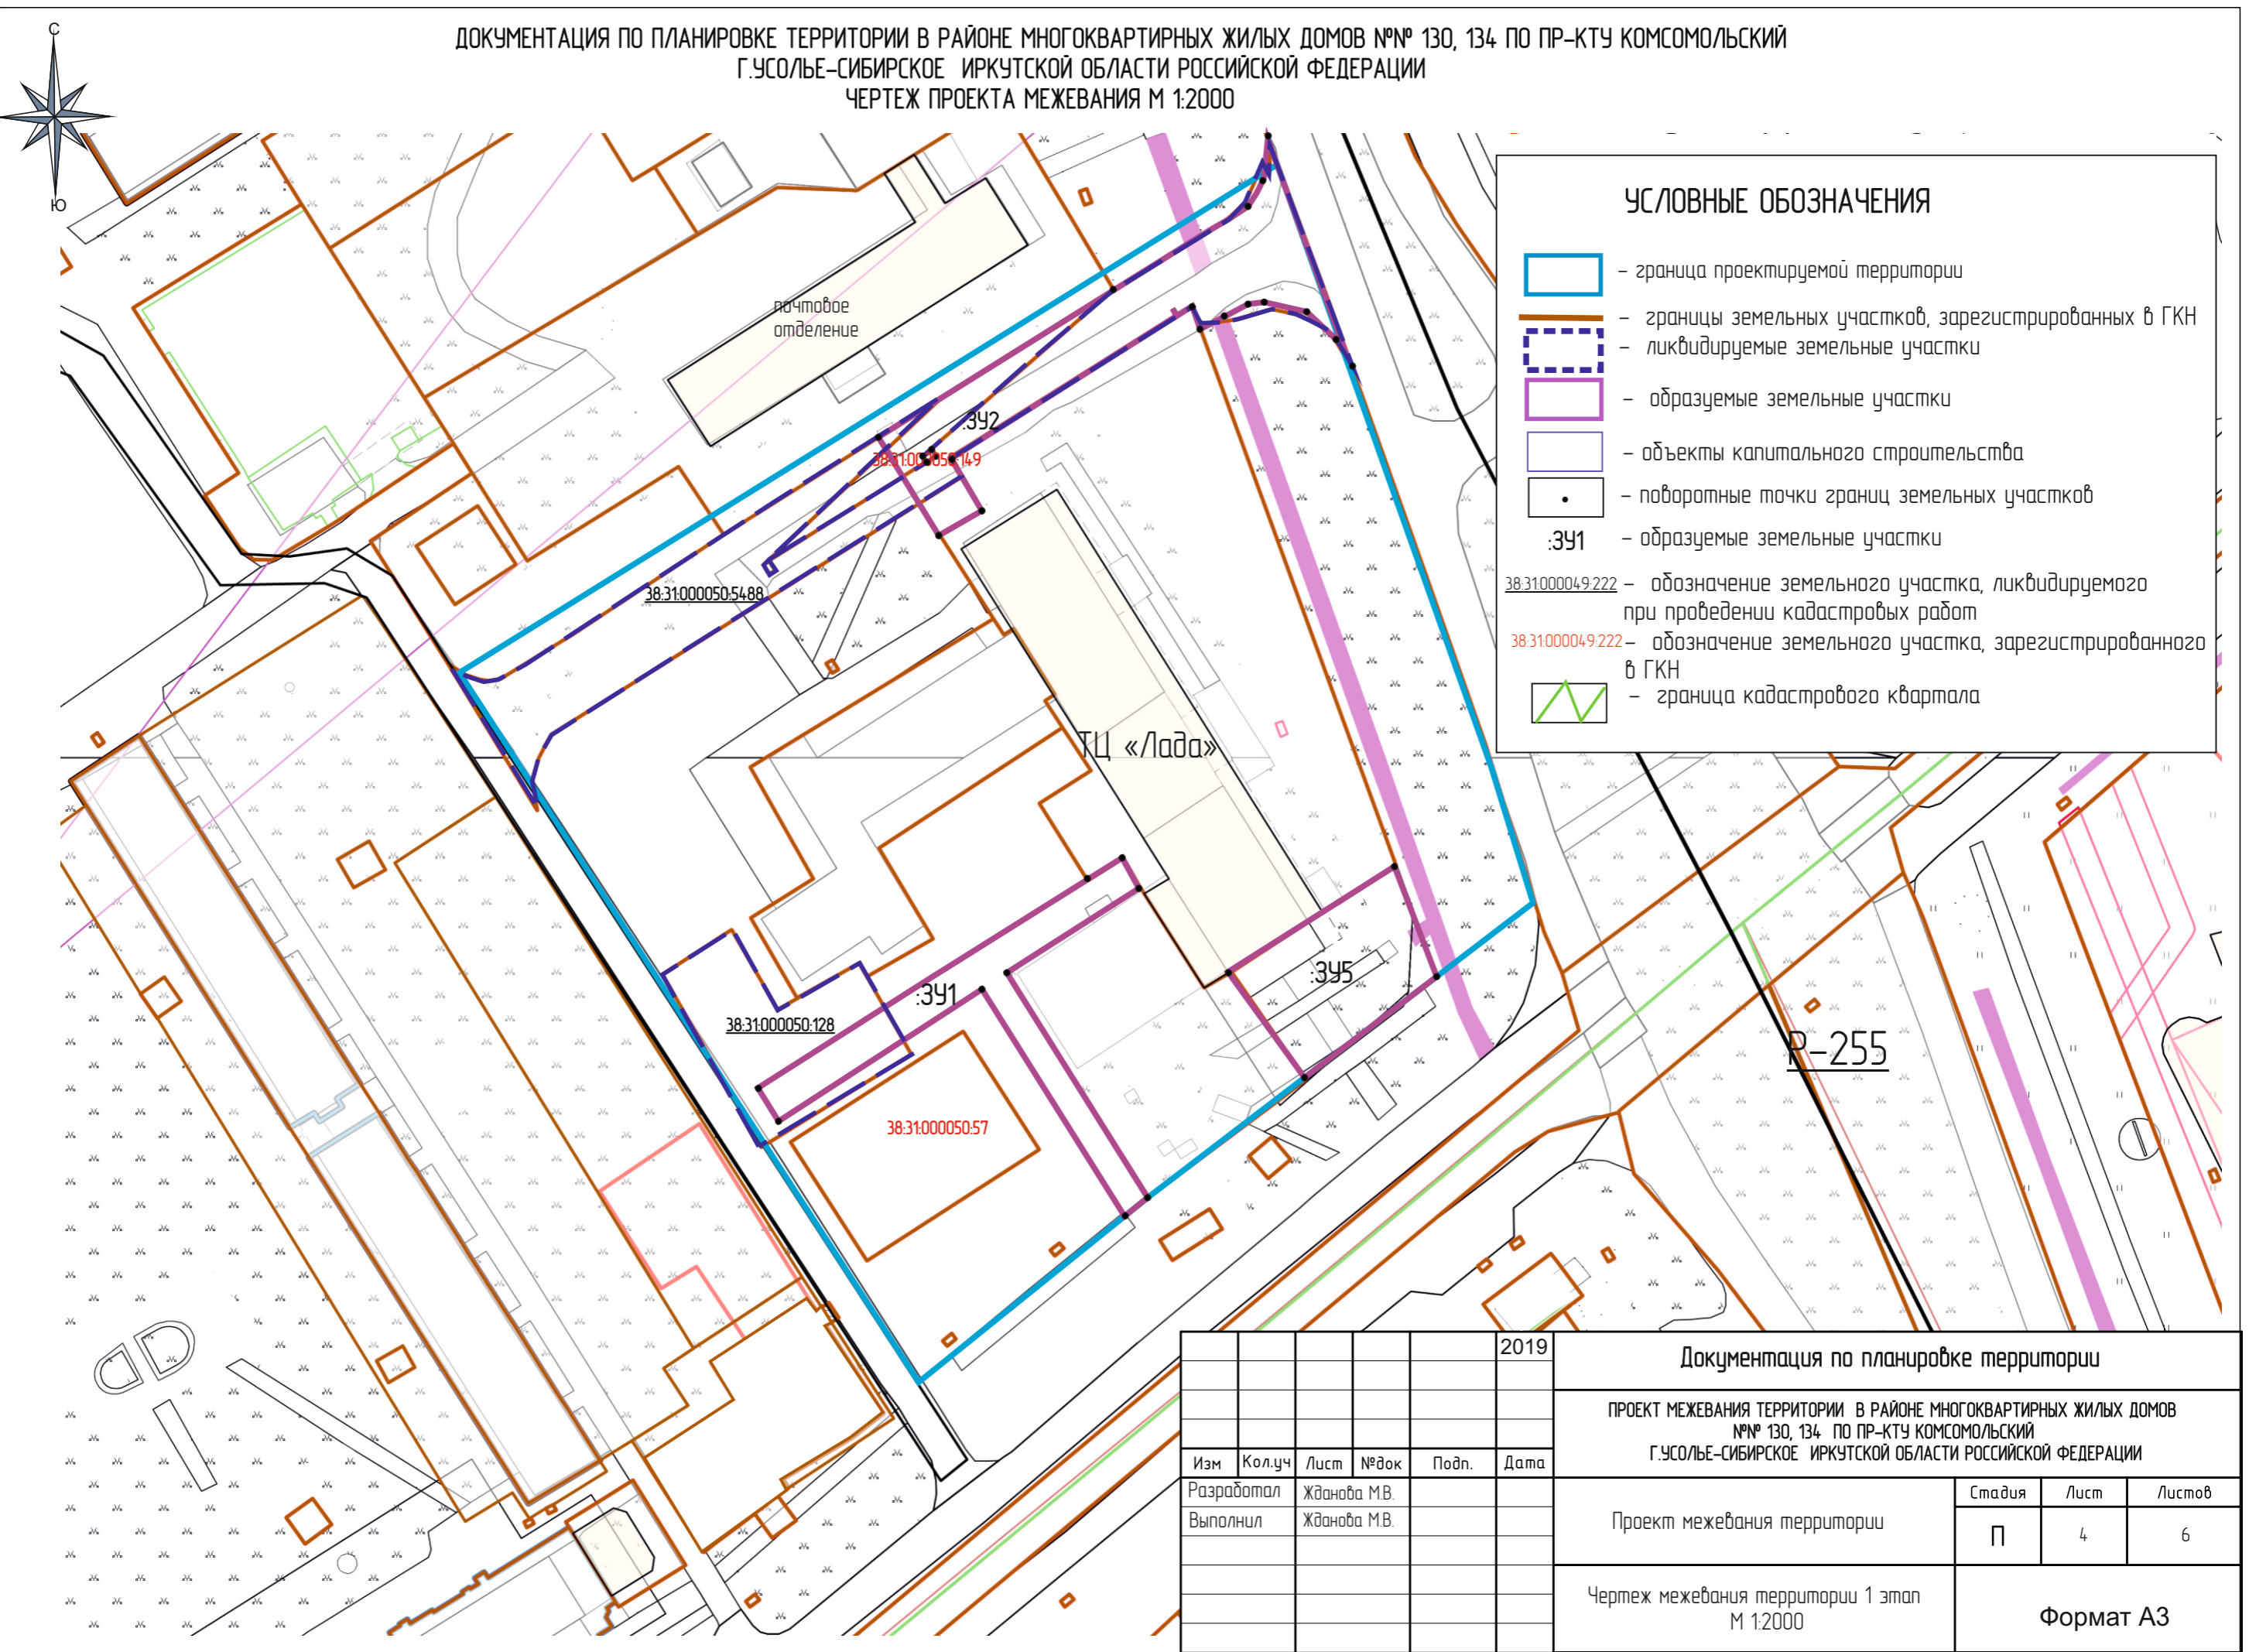 С
Ю
ДОКУМЕНТАЦИЯ ПО ПЛАНИРОВКЕ ТЕРРИТОРИИ В РАЙОНЕ МНОГОКВАРТИРНЫХ ЖИЛЫХ ДОМОВ №№ 130, 134 ПО ПР-КТУ КОМСОМОЛЬСКИЙ
Г.УСОЛЬЕ-СИБИРСКОЕ ИРКУТСКОЙ ОБЛАСТИ РОССИЙСКОЙ ФЕДЕРАЦИИ
ЧЕРТЕЖ ПРОЕКТА МЕЖЕВАНИЯ М 1:2000
УСЛОВНЫЕ ОБОЗНАЧЕНИЯ
- граница проектируемой территории
- границы земельных участков, зарегистрированных в ГКН
- ликвидируемые земельные участки
- образуемые земельные участки
- объекты капитального строительства
- поворотные точки границ земельных участков
:ЗУ1 - образуемые земельные участки
38:31:000049:222 - обозначение земельного участка, ликвидируемого
при проведении кадастровых работ
38:31:000049:222 - обозначение земельного участка, зарегистрированного
в ГКН
- граница кадастрового квартала
почтовое
отделение
:ЗУ2
38:31:000050:149
38:31:000050:5488
ТЦ «Лада»
:ЗУ5
:ЗУ1
38:31:000050:128
38:31:000050:57
Р-255
2019
Изм Кол.уч Лист №док Подп. Дата
Разработал Жданова М.В.
Выполнил Жданова М.В.
Документация по планировке территории
ПРОЕКТ МЕЖЕВАНИЯ ТЕРРИТОРИИ В РАЙОНЕ МНОГОКВАРТИРНЫХ ЖИЛЫХ ДОМОВ
№№ 130, 134 ПО ПР-КТУ КОМСОМОЛЬСКИЙ
Г.УСОЛЬЕ-СИБИРСКОЕ ИРКУТСКОЙ ОБЛАСТИ РОССИЙСКОЙ ФЕДЕРАЦИИ
Проект межевания территории
Стадия Лист Листов
П 4 6
Чертеж межевания территории 1 этап
М 1:2000
Формат А3